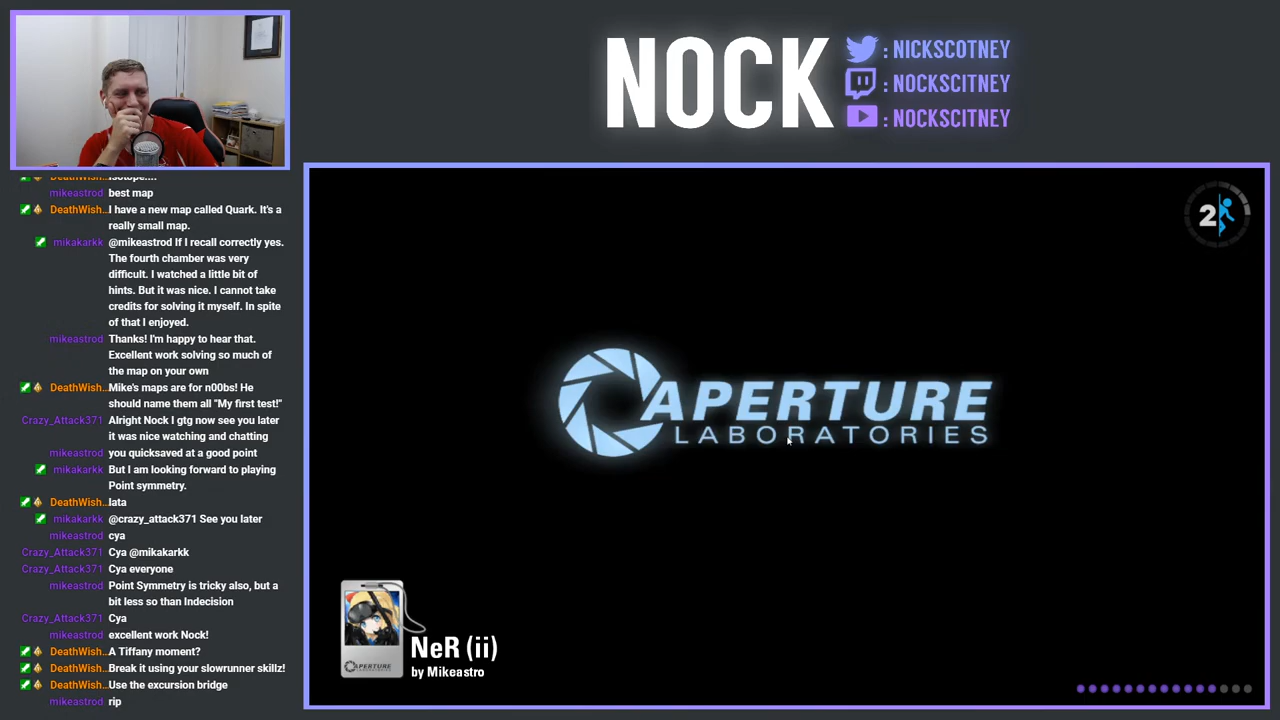 NOCK
: NICKSCOTNEY
: NOCKSCITNEY
: NOCKSCITNEY
DeathWish.. Isotope....
mikeastrod best map
DeathWish.. I have a new map called Quark. It's a
really small map.
mikakarkk @mikeastrod If I recall correctly yes.
The fourth chamber was very
difficult. I watched a little bit of
hints. But it was nice. I cannot take
credits for solving it myself. In spite
of that I enjoyed.
mikeastrod Thanks! I'm happy to hear that.
Excellent work solving so much of
the map on your own
DeathWish.. Mike's maps are for n00bs! He
should name them all "My first test!"
Crazy_Attack371 Alright Nock I gtg now see you later
it was nice watching and chatting
mikeastrod you quicksaved at a good point
mikakarkk But I am looking forward to playing
Point symmetry.
DeathWish.. lata
mikakarkk @crazy_attack371 See you later
mikeastrod cya
Crazy_Attack371 Cya @mikakarkk
Crazy_Attack371 Cya everyone
mikeastrod Point Symmetry is tricky also, but a
bit less so than Indecision
Crazy_Attack371 Cya
mikeastrod excellent work Nock!
DeathWish.. A Tiffany moment?
DeathWish.. Break it using your slowrunner skillz!
DeathWish.. Use the excursion bridge
mikeastrod rip
2
APERTURE
LABORATORIES
APERTURE
NeR (ii)
by Mikeastro